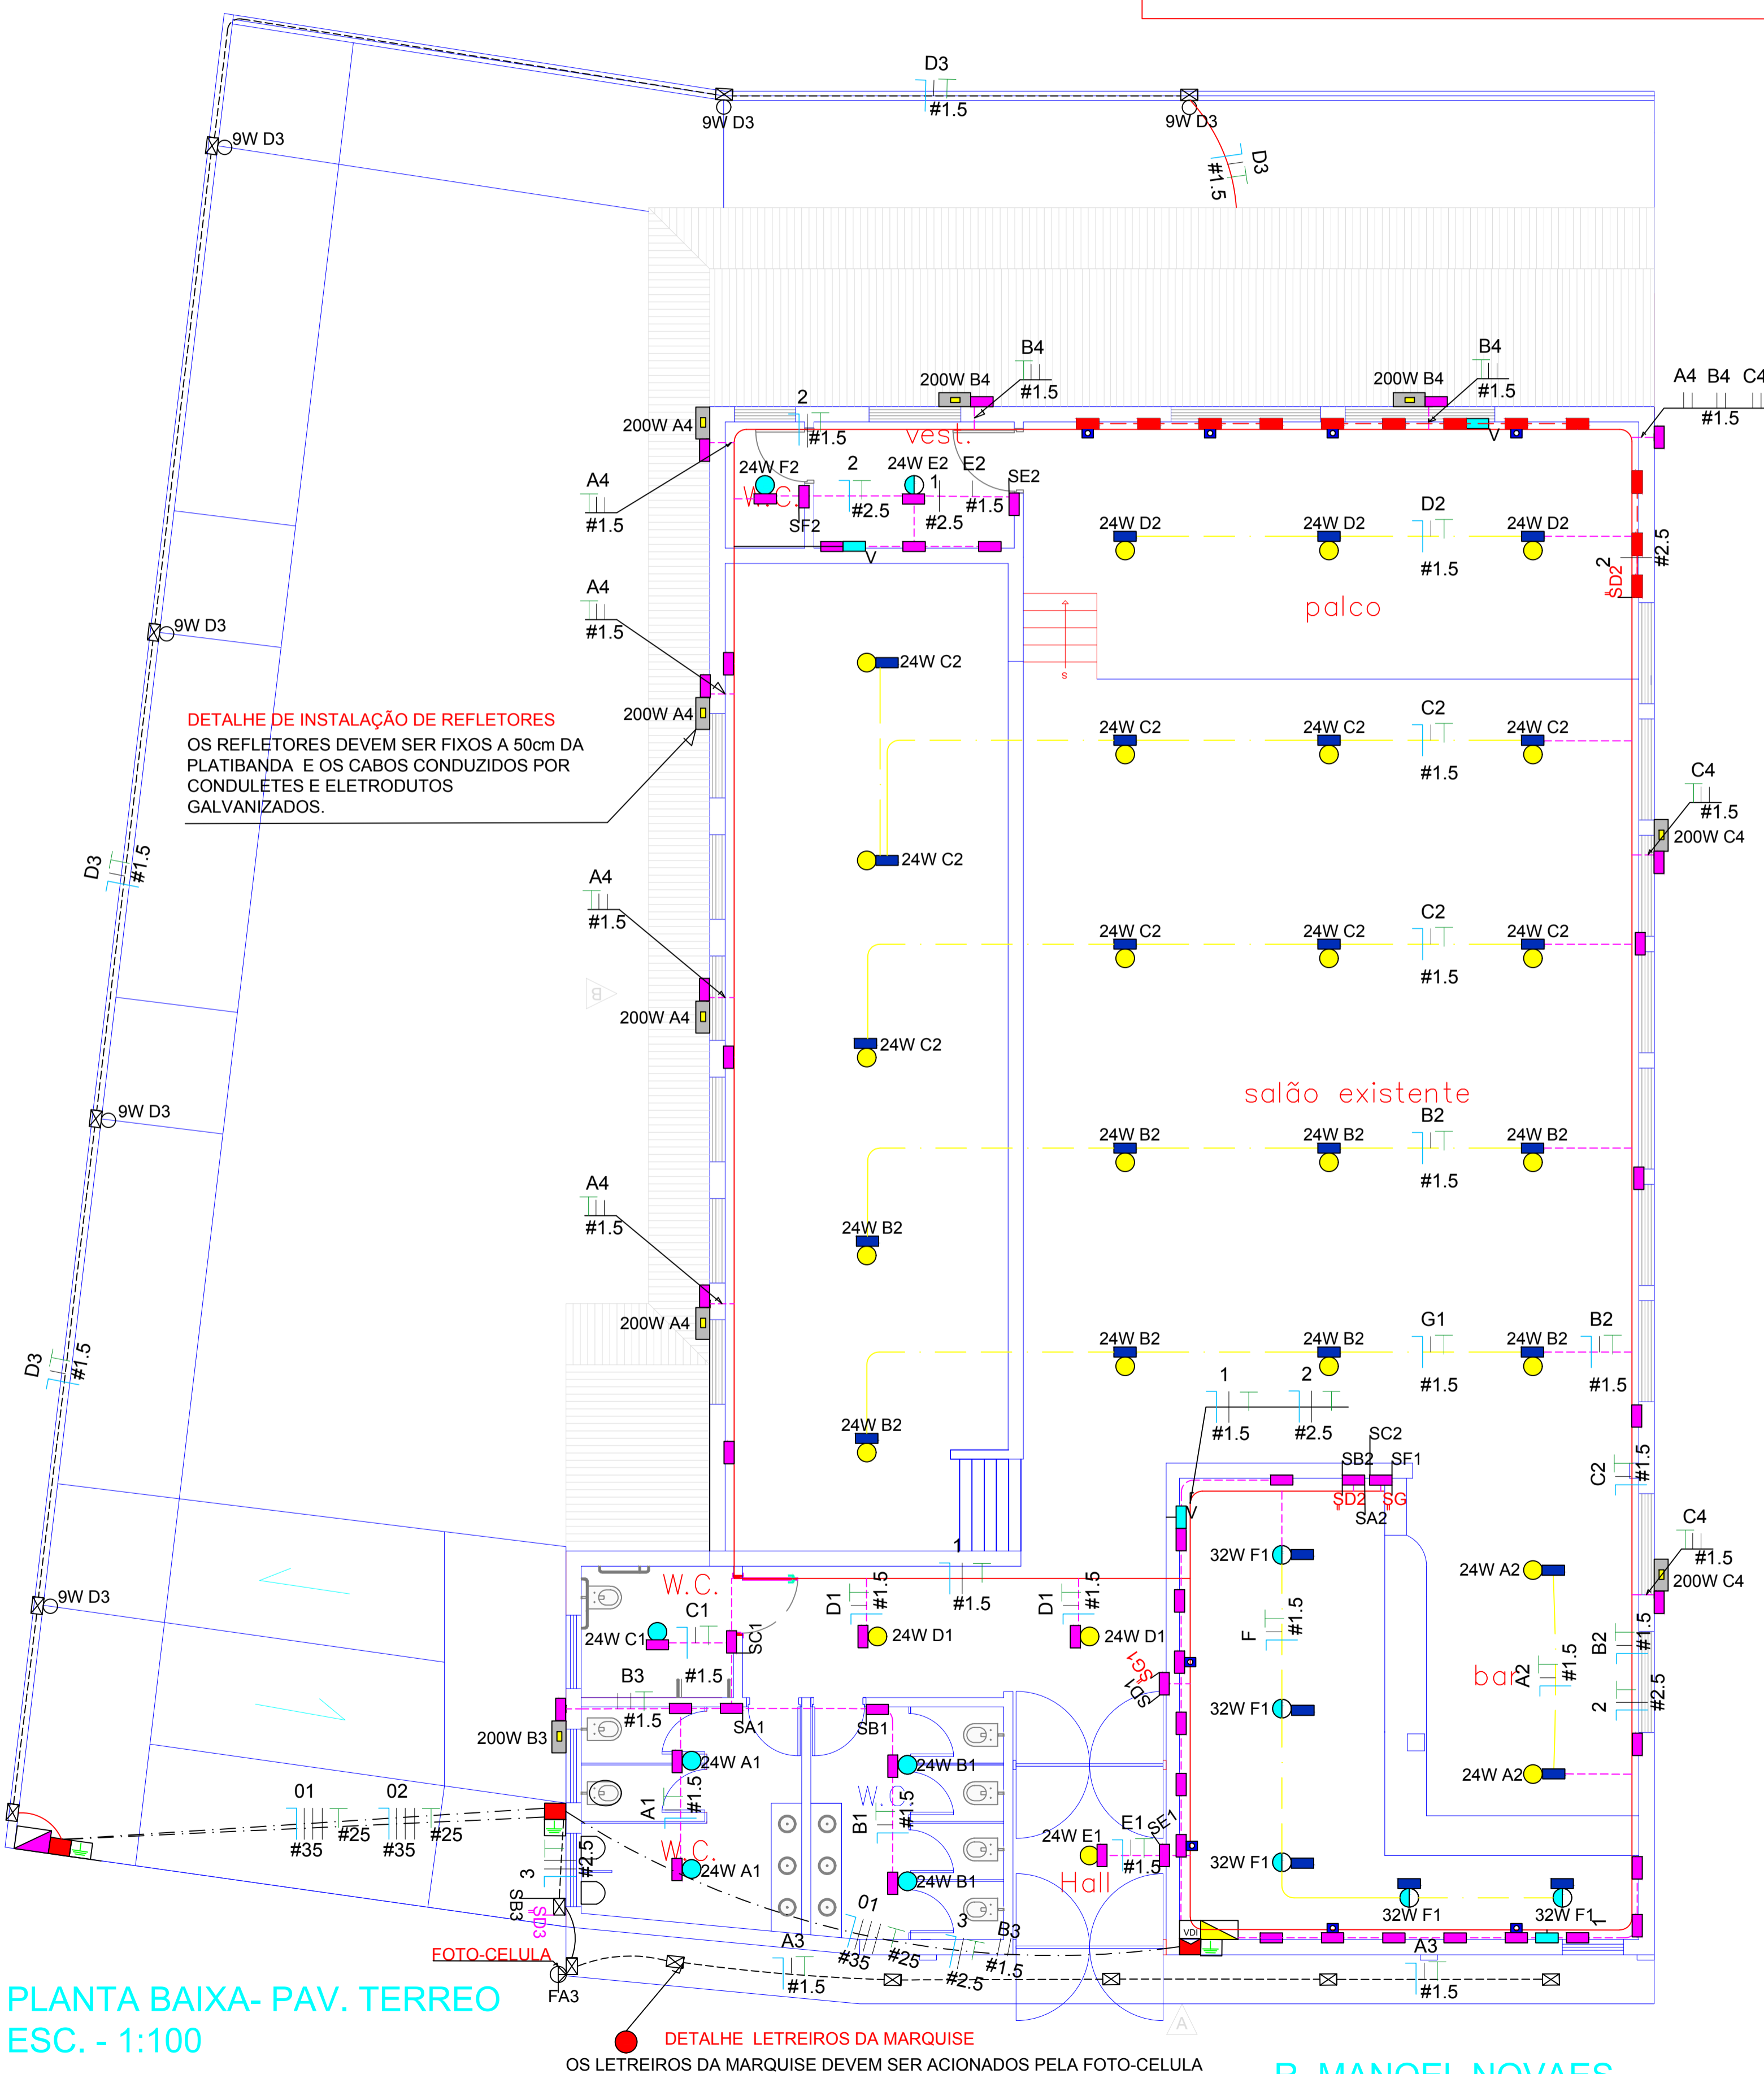 D3
#1.5
9W D3
9W D3
9W D3
D3
#1.5
B4
#1.5
200W B4
B4
#1.5
200W B4
A4 B4 C4
#1.5
200W A4
2
#1.5
vest.
24W F2
W.C.
SF2
2
#2.5
24W E2
1
#2.5
E2
#1.5
SE2
V
V
A4
#1.5
24W D2
24W D2
D2
#1.5
24W D2
2
#2.5
SD2
palco
A4
#1.5
9W D3
S
24W C2
DETALHE DE INSTALAÇÃO DE REFLETORES
OS REFLETORES DEVEM SER FIXOS A 50cm DA
PLATIBANDA E OS CABOS CONDUZIDOS POR
CONDULETES E ELETRODUTOS
GALVANIZADOS.
200W A4
24W C2
24W C2
C2
#1.5
24W C2
C4
#1.5
200W C4
D3
#1.5
24W C2
A4
#1.5
24W C2
24W C2
C2
#1.5
24W C2
B
200W A4
24W C2
9W D3
salão existente
24W B2
24W B2
B2
#1.5
24W B2
A4
#1.5
24W B2
200W A4
D3
#1.5
24W B2
24W B2
G1
#1.5
24W B2
B2
#1.5
1
#1.5
2
#2.5
24W B2
SC2
SB2
SF1
SD2
SG
SA2
V
C2
#1.5
C4
#1.5
200W C4
9W D3
W.C.
C1
24W C1
#1.5
SC1
D1
#1.5
24W D1
1
#1.5
D1
#1.5
24W D1
32W F1
F
#1.5
24W A2
bar
A2
#1.5
B2
#1.5
2
#2.5
B3
#1.5
SA1
SB1
SG1
SD1
200W B3
32W F1
24W A1
24W B1
A1
#1.5
W.C.
B1
#1.5
24W A2
01
#35
#25
02
#35
#25
3
#2.5
W.C.
24W A1
24W B1
24W E1
E1
#1.5
SE1
Hall
32W F1
32W F1
32W F1
1
SB3
SD3
01
#35
#25
3
#2.5
B3
#1.5
VDI
FOTO-CELULA
FA3
A3
#1.5
A3
#1.5
A
PLANTA BAIXA- PAV. TERREO
ESC. - 1:100
DETALHE LETREIROS DA MARQUISE
OS LETREIROS DA MARQUISE DEVEM SER ACIONADOS PELA FOTO-CELULA
R. MANOEL NOVAES